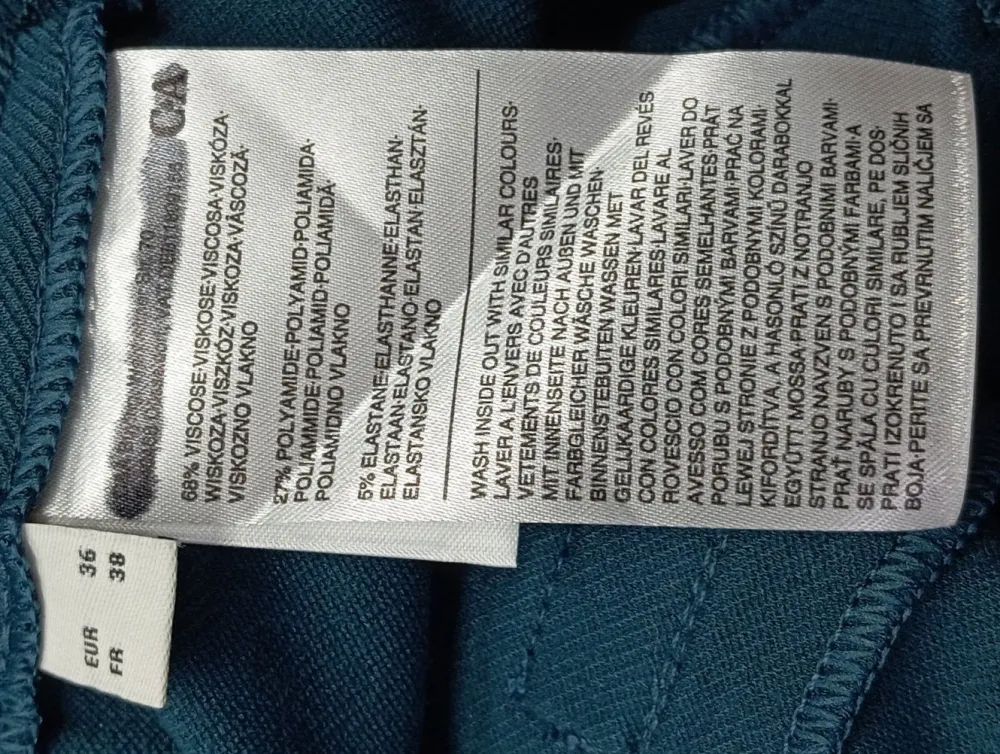 C&A
68% VISCOSE·VISKOSE·VISCOSA·VISKÓZA·
WISKOZA·VISZKÓZ·VISKOZA·VÂSCOZĂ·
VISKOZNO VLAKNO
27% POLYAMIDE·POLYAMID·POLIAMIDA·
POLIAMMIDE·POLIAMID·POLIAMIDĂ·
POLIAMIDNO VLAKNO
5% ELASTANE·ELASTHANNE·ELASTHAN·
ELASTAAN·ELASTANO·ELASTAN·ELASZTÁN·
ELASTANSKO VLAKNO
WASH INSIDE OUT WITH SIMILAR COLOURS·
LAVER A L'ENVERS AVEC D'AUTRES
VETEMENTS DE COULEURS SIMILAIRES·
MIT INNENSEITE NACH AUßEN UND MIT
FARBGLEICHER WÄSCHE WASCHEN·
BINNENSTEBUITEN WASSEN MET
GELIJKAARDIGE KLEUREN·LAVAR DEL REVÉS
CON COLORES SIMILARES·LAVARE AL
ROVESCIO CON COLORI SIMILARI·LAVER DO
AVESSO COM CORES SEMELHANTES·PRÁT
PORUBU S PODOBNÝMI BARVAMI·PRAĆ NA
LEWEJ STRONIE Z PODOBNYMI KOLORAMI·
KIFORDÍTVA, A HASONLÓ SZÍNŰ DARABOKKAL
EGYÜTT MOSSA·PRATI Z NOTRANJO
STRANJO NAVZVEN S PODOBNIMI BARVAMI·
PRAŤ NARUBY S PODOBNÝMI FARBAMI·A
SE SPĂLA CU CULORI SIMILARE, PE DOS·
PRATI IZOKRENUTO I SA RUBLJEM SLIČNIH
BOJA·PERITE SA PREVRNUTIM NALIČJEM SA
EUR 36
FR 38